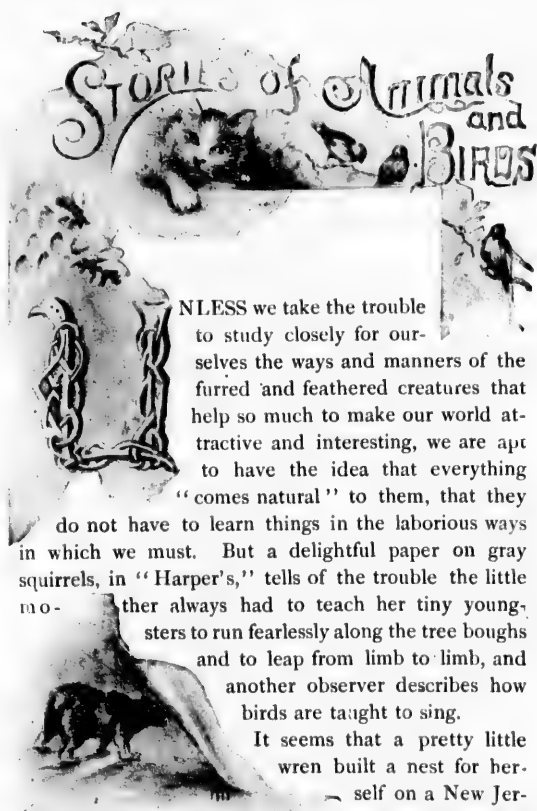 STORIES of Animals
and
BIRDS
UNLESS we take the trouble
to study closely for our-
selves the ways and manners of the
furred and feathered creatures that
help so much to make our world at-
tractive and interesting, we are apt
to have the idea that everything
“comes natural” to them, that they
do not have to learn things in the laborious ways
in which we must. But a delightful paper on gray
squirrels, in “Harper's,” tells of the trouble the little
mo- ther always had to teach her tiny young-
sters to run fearlessly along the tree boughs
and to leap from limb to limb, and
another observer describes how
birds are taught to sing.
It seems that a pretty little
wren built a nest for her-
self on a New Jer-